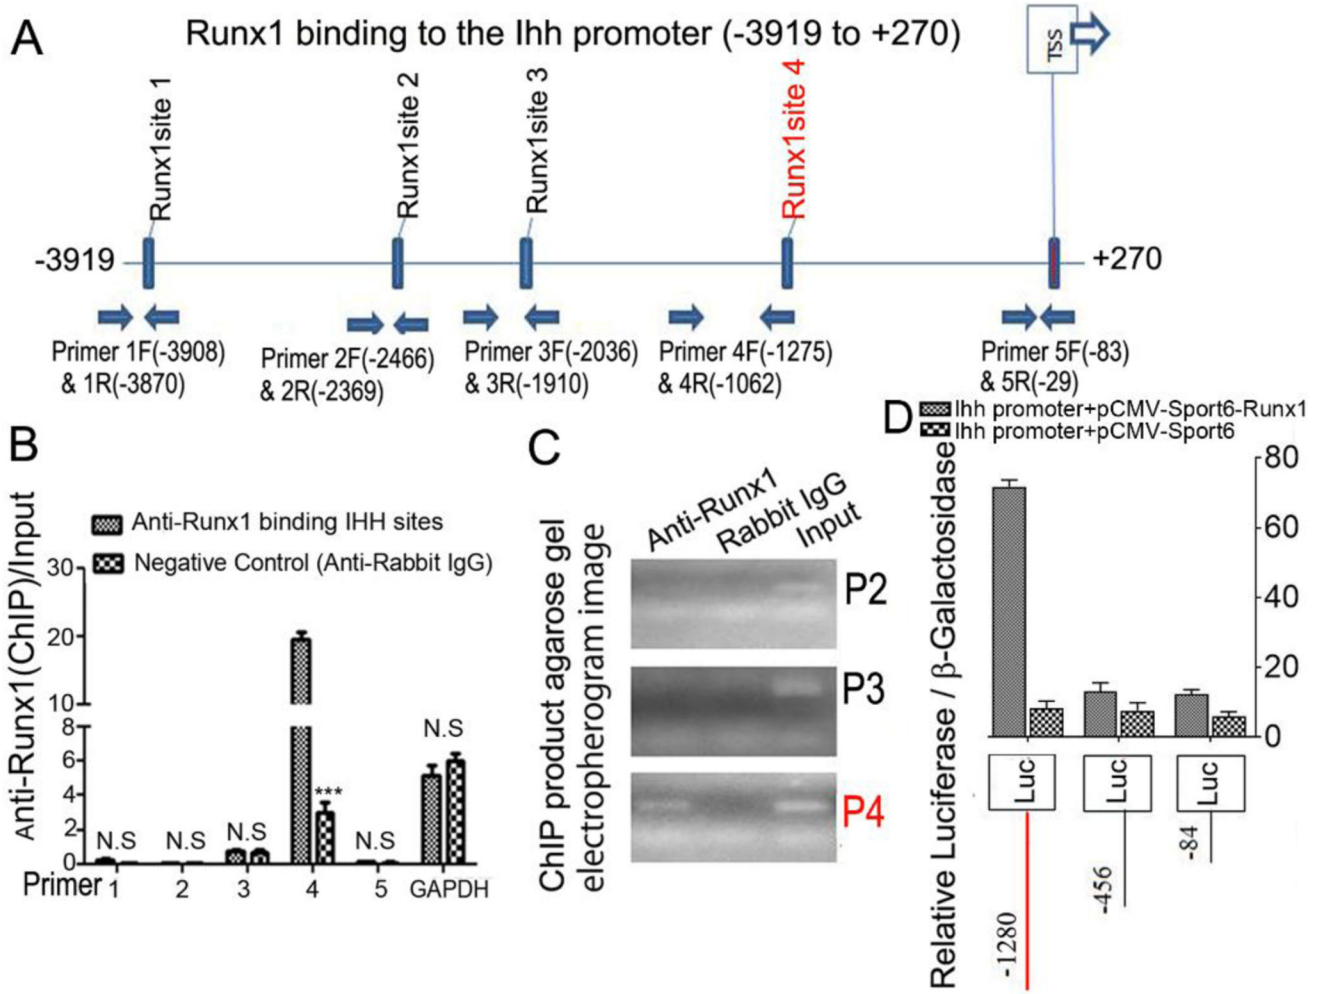 A
Runx1 binding to the Ihh promoter (-3919 to +270)
TSS
Runx1site 1
Runx1site 2
Runx1site 3
Runx1site 4
-3919
+270
Primer 1F(-3908)
& 1R(-3870)
Primer 2F(-2466)
& 2R(-2369)
Primer 3F(-2036)
& 3R(-1910)
Primer 4F(-1275)
& 4R(-1062)
Primer 5F(-83)
& 5R(-29)
B
Anti-Runx1(ChIP)/Input
Anti-Runx1 binding IHH sites
Negative Control (Anti-Rabbit IgG)
30
20
10
8
6
4
2
0
N.S
N.S
N.S
***
N.S
N.S
Primer 1 2 3 4 5 GAPDH
C
ChIP product agarose gel
electropherogram image
Anti-Runx1
Rabbit IgG
Input
P2
P3
P4
D
Ihh promoter+pCMV-Sport6-Runx1
Ihh promoter+pCMV-Sport6
Relative Luciferase / β-Galactosidase
80
60
40
20
0
Luc
Luc
Luc
-1280
-456
-84